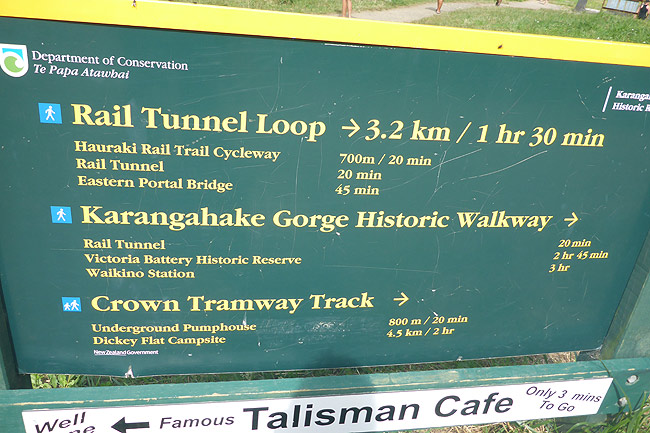 Department of Conservation
Te Papa Atawhai
Historic
Rail Tunnel Loop → 3.2 km / 1 hr 30 min
Hauraki Rail Trail Cycleway 700m / 20 min
Rail Tunnel 20 min
Eastern Portal Bridge 45 min
Karangahake Gorge Historic Walkway →
Rail Tunnel 20 min
Victoria Battery Historic Reserve 2 hr 45 min
Waikino Station 3 hr
Crown Tramway Track →
Underground Pumphouse 800 m / 20 min
Dickey Flat Campsite 4.5 km / 2 hr
New Zealand Government
Well ← Famous Talisman Cafe Only 3 mins
To Go